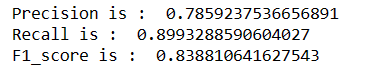 Precision is :  0.7859237536656891
Recall is :  0.8993288590604027
F1_score is :  0.838810641627543